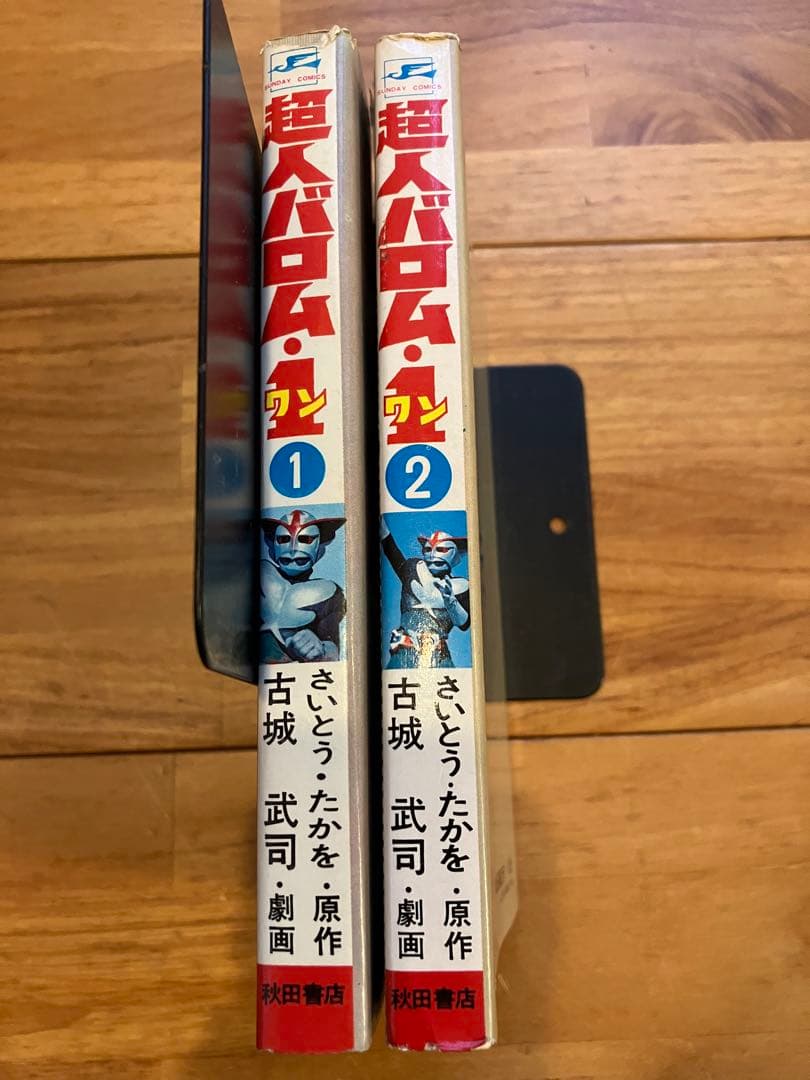 SUNDAY COMICS
超人バロム・1
ワン
1
さいとう・たかを・原作
古城 武司・劇画
秋田書店
SUNDAY COMICS
超人バロム・1
ワン
2
さいとう・たかを・原作
古城 武司・劇画
秋田書店